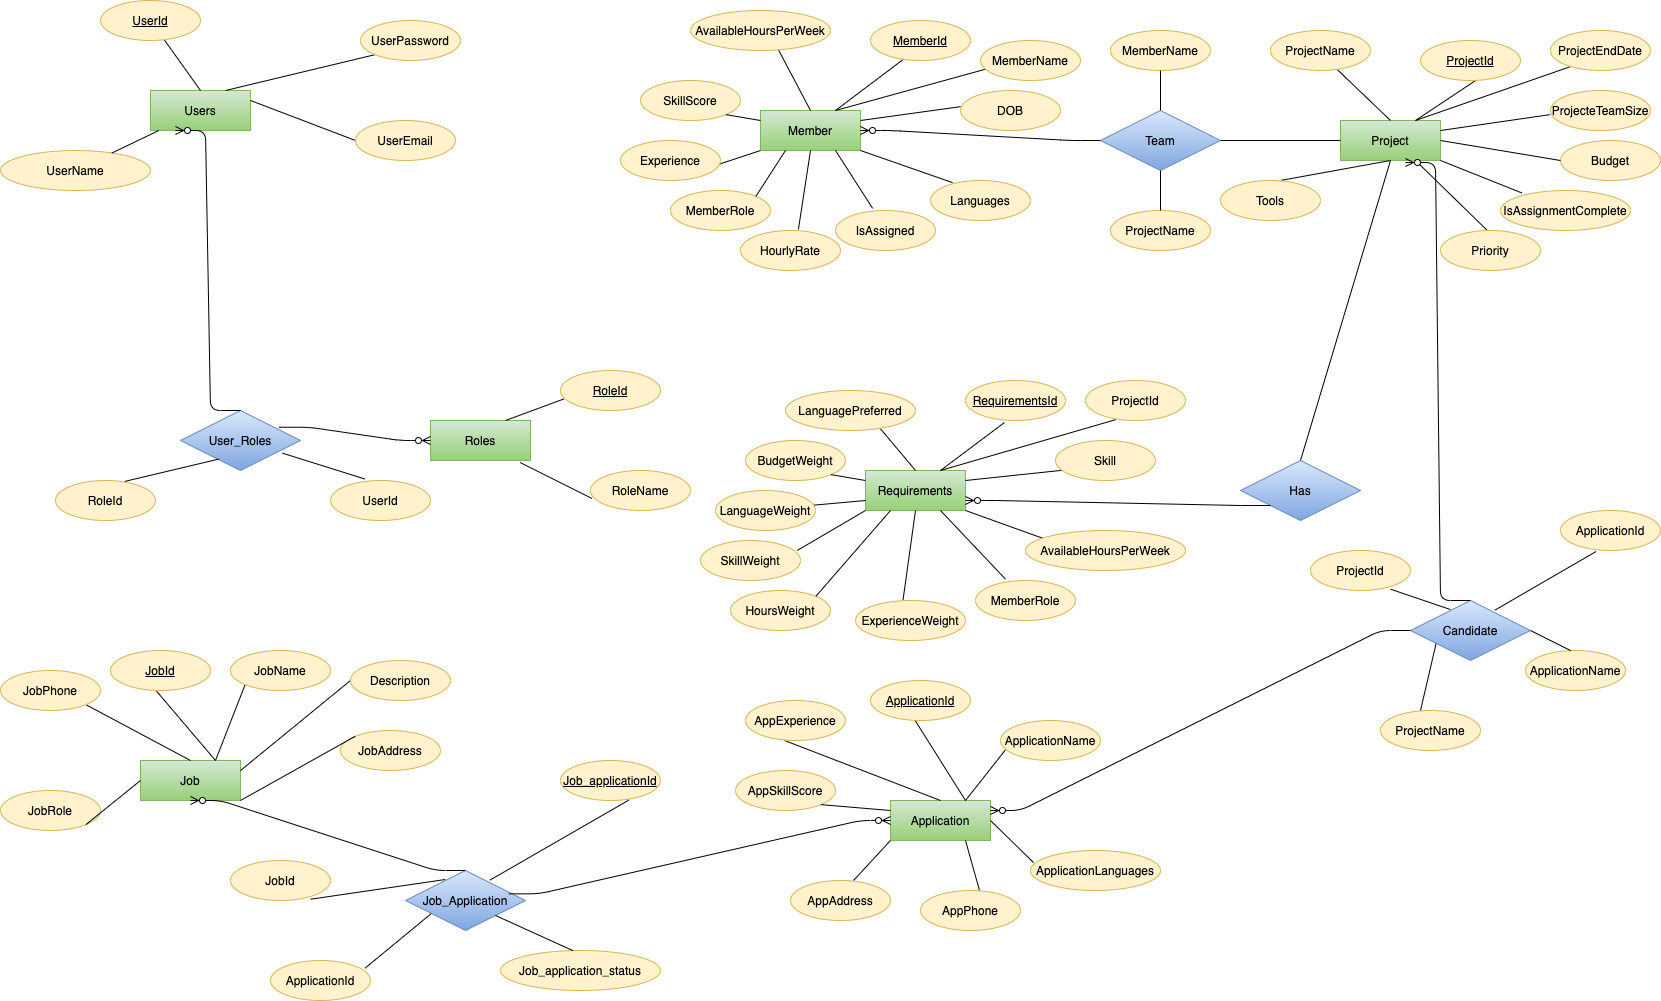 UserId
UserPassword
Users
UserEmail
UserName
AvailableHoursPerWeek
MemberId
MemberName
SkillScore
DOB
Member
Experience
MemberRole
HourlyRate
IsAssigned
Languages
MemberName
Team
ProjectName
ProjectName
ProjectId
ProjectEndDate
ProjecteTeamSize
Project
Budget
Tools
IsAssignmentComplete
Priority
RoleId
User_Roles
Roles
RoleId
UserId
RoleName
LanguagePreferred
RequirementsId
ProjectId
BudgetWeight
Skill
Requirements
LanguageWeight
SkillWeight
AvailableHoursPerWeek
HoursWeight
ExperienceWeight
MemberRole
Has
ApplicationId
ProjectId
Candidate
ApplicationName
ProjectName
JobPhone
JobId
JobName
Description
JobAddress
Job
JobRole
Job_applicationId
JobId
Job_Application
ApplicationId
Job_application_status
AppExperience
ApplicationId
ApplicationName
AppSkillScore
Application
ApplicationLanguages
AppAddress
AppPhone